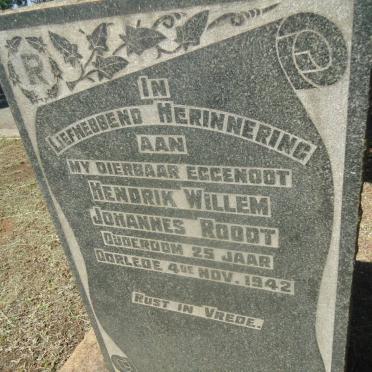 R
IN
LIEFHEBBEND HERINNERING
AAN
MY DIERBAAR EGGENOOT
HENDRIK WILLEM
JOHANNES ROODT
OUDERDOM 25 JAAR
OORLEDE 4DE NOV. 1942
RUST IN VREDE.